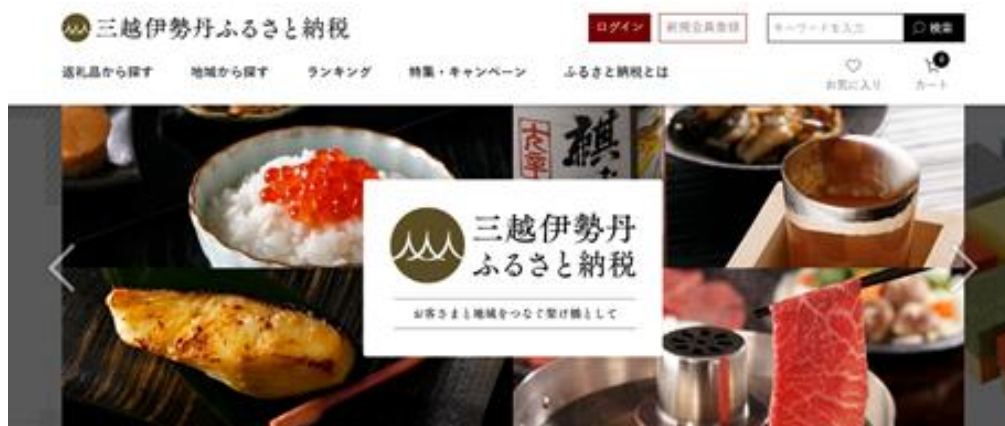 三越伊勢丹ふるさと納税
ログイン
新規会員登録
キーワードを入力
検索
返礼品から探す
地域から探す
ランキング
特集・キャンペーン
ふるさと納税とは
お気に入り
0
カート
三越伊勢丹
ふるさと納税
お客さまと地域をつなぐ架け橋として